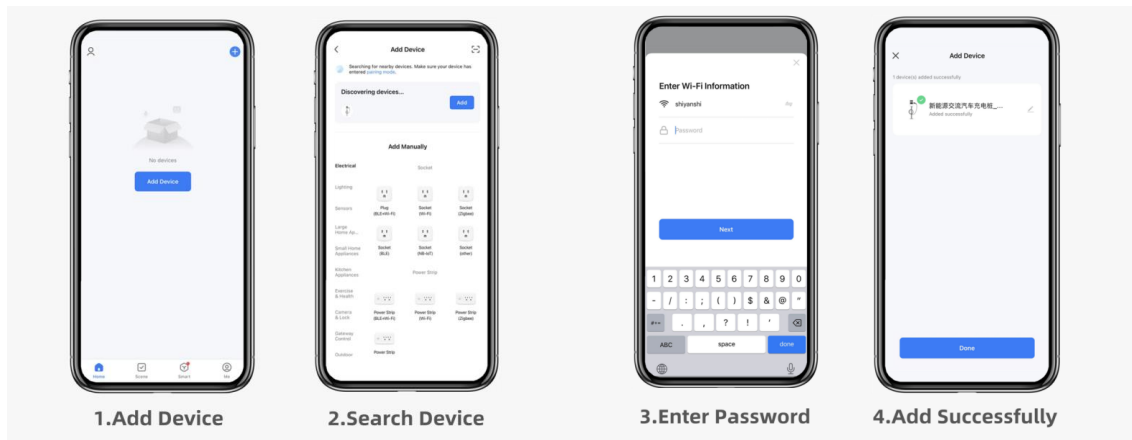 No devices
Add Device
Home
Scene
Smart
Me
1.Add Device
Add Device
Searching for nearby devices. Make sure your device has
entered pairing mode.
Discovering devices...
Add
Add Manually
Electrical
Socket
Lighting
Sensors
Plug
(BLE+Wi-Fi)
Socket
(Wi-Fi)
Socket
(Zigbee)
Large
Home Ap...
Small Home
Appliances
Socket
(BLE)
Socket
(NB-IoT)
Socket
(other)
Kitchen
Appliances
Power Strip
Exercise
& Health
Camera
& Lock
Power Strip
(BLE+Wi-Fi)
Power Strip
(Wi-Fi)
Power Strip
(Zigbee)
Gateway
Control
Outdoor
Power Strip
2.Search Device
Enter Wi-Fi Information
shiyanshi
Password
Next
1 2 3 4 5 6 7 8 9 0
- / : ; ( ) $ & @ "
#+= . , ? ! '
ABC
space
done
3.Enter Password
Add Device
1 device(s) added successfully
新能源交流汽车充电桩_...
Added successfully
Done
4.Add Successfully